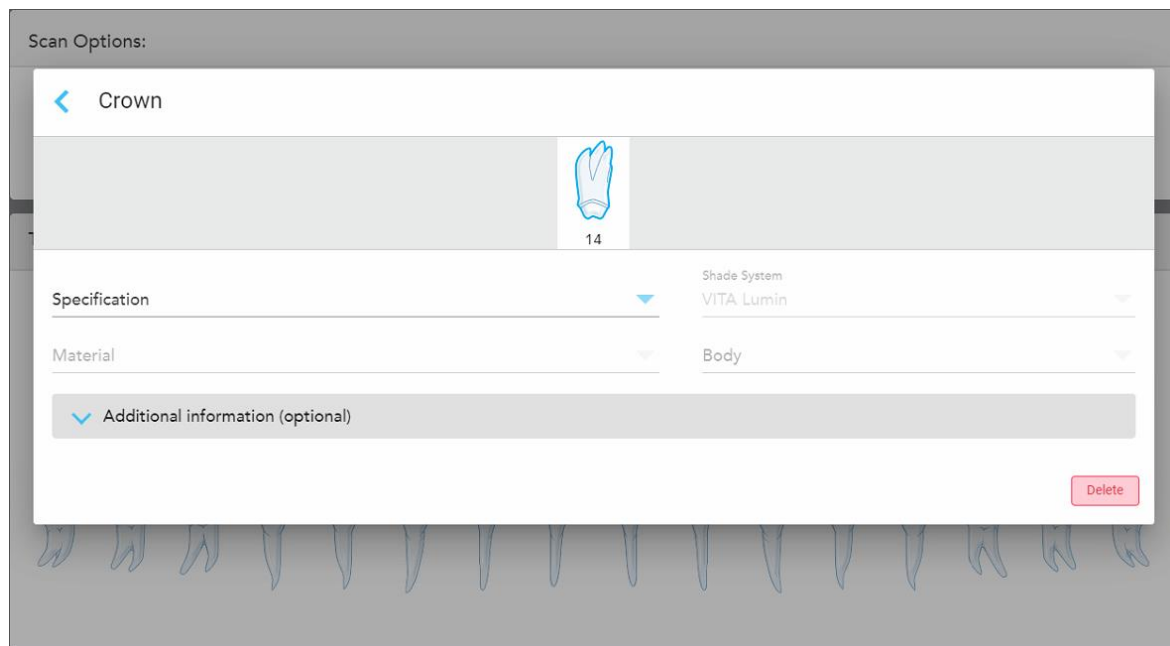 Scan Options:
Crown
14
Specification
Shade System
VITA Lumin
Material
Body
Additional information (optional)
Delete